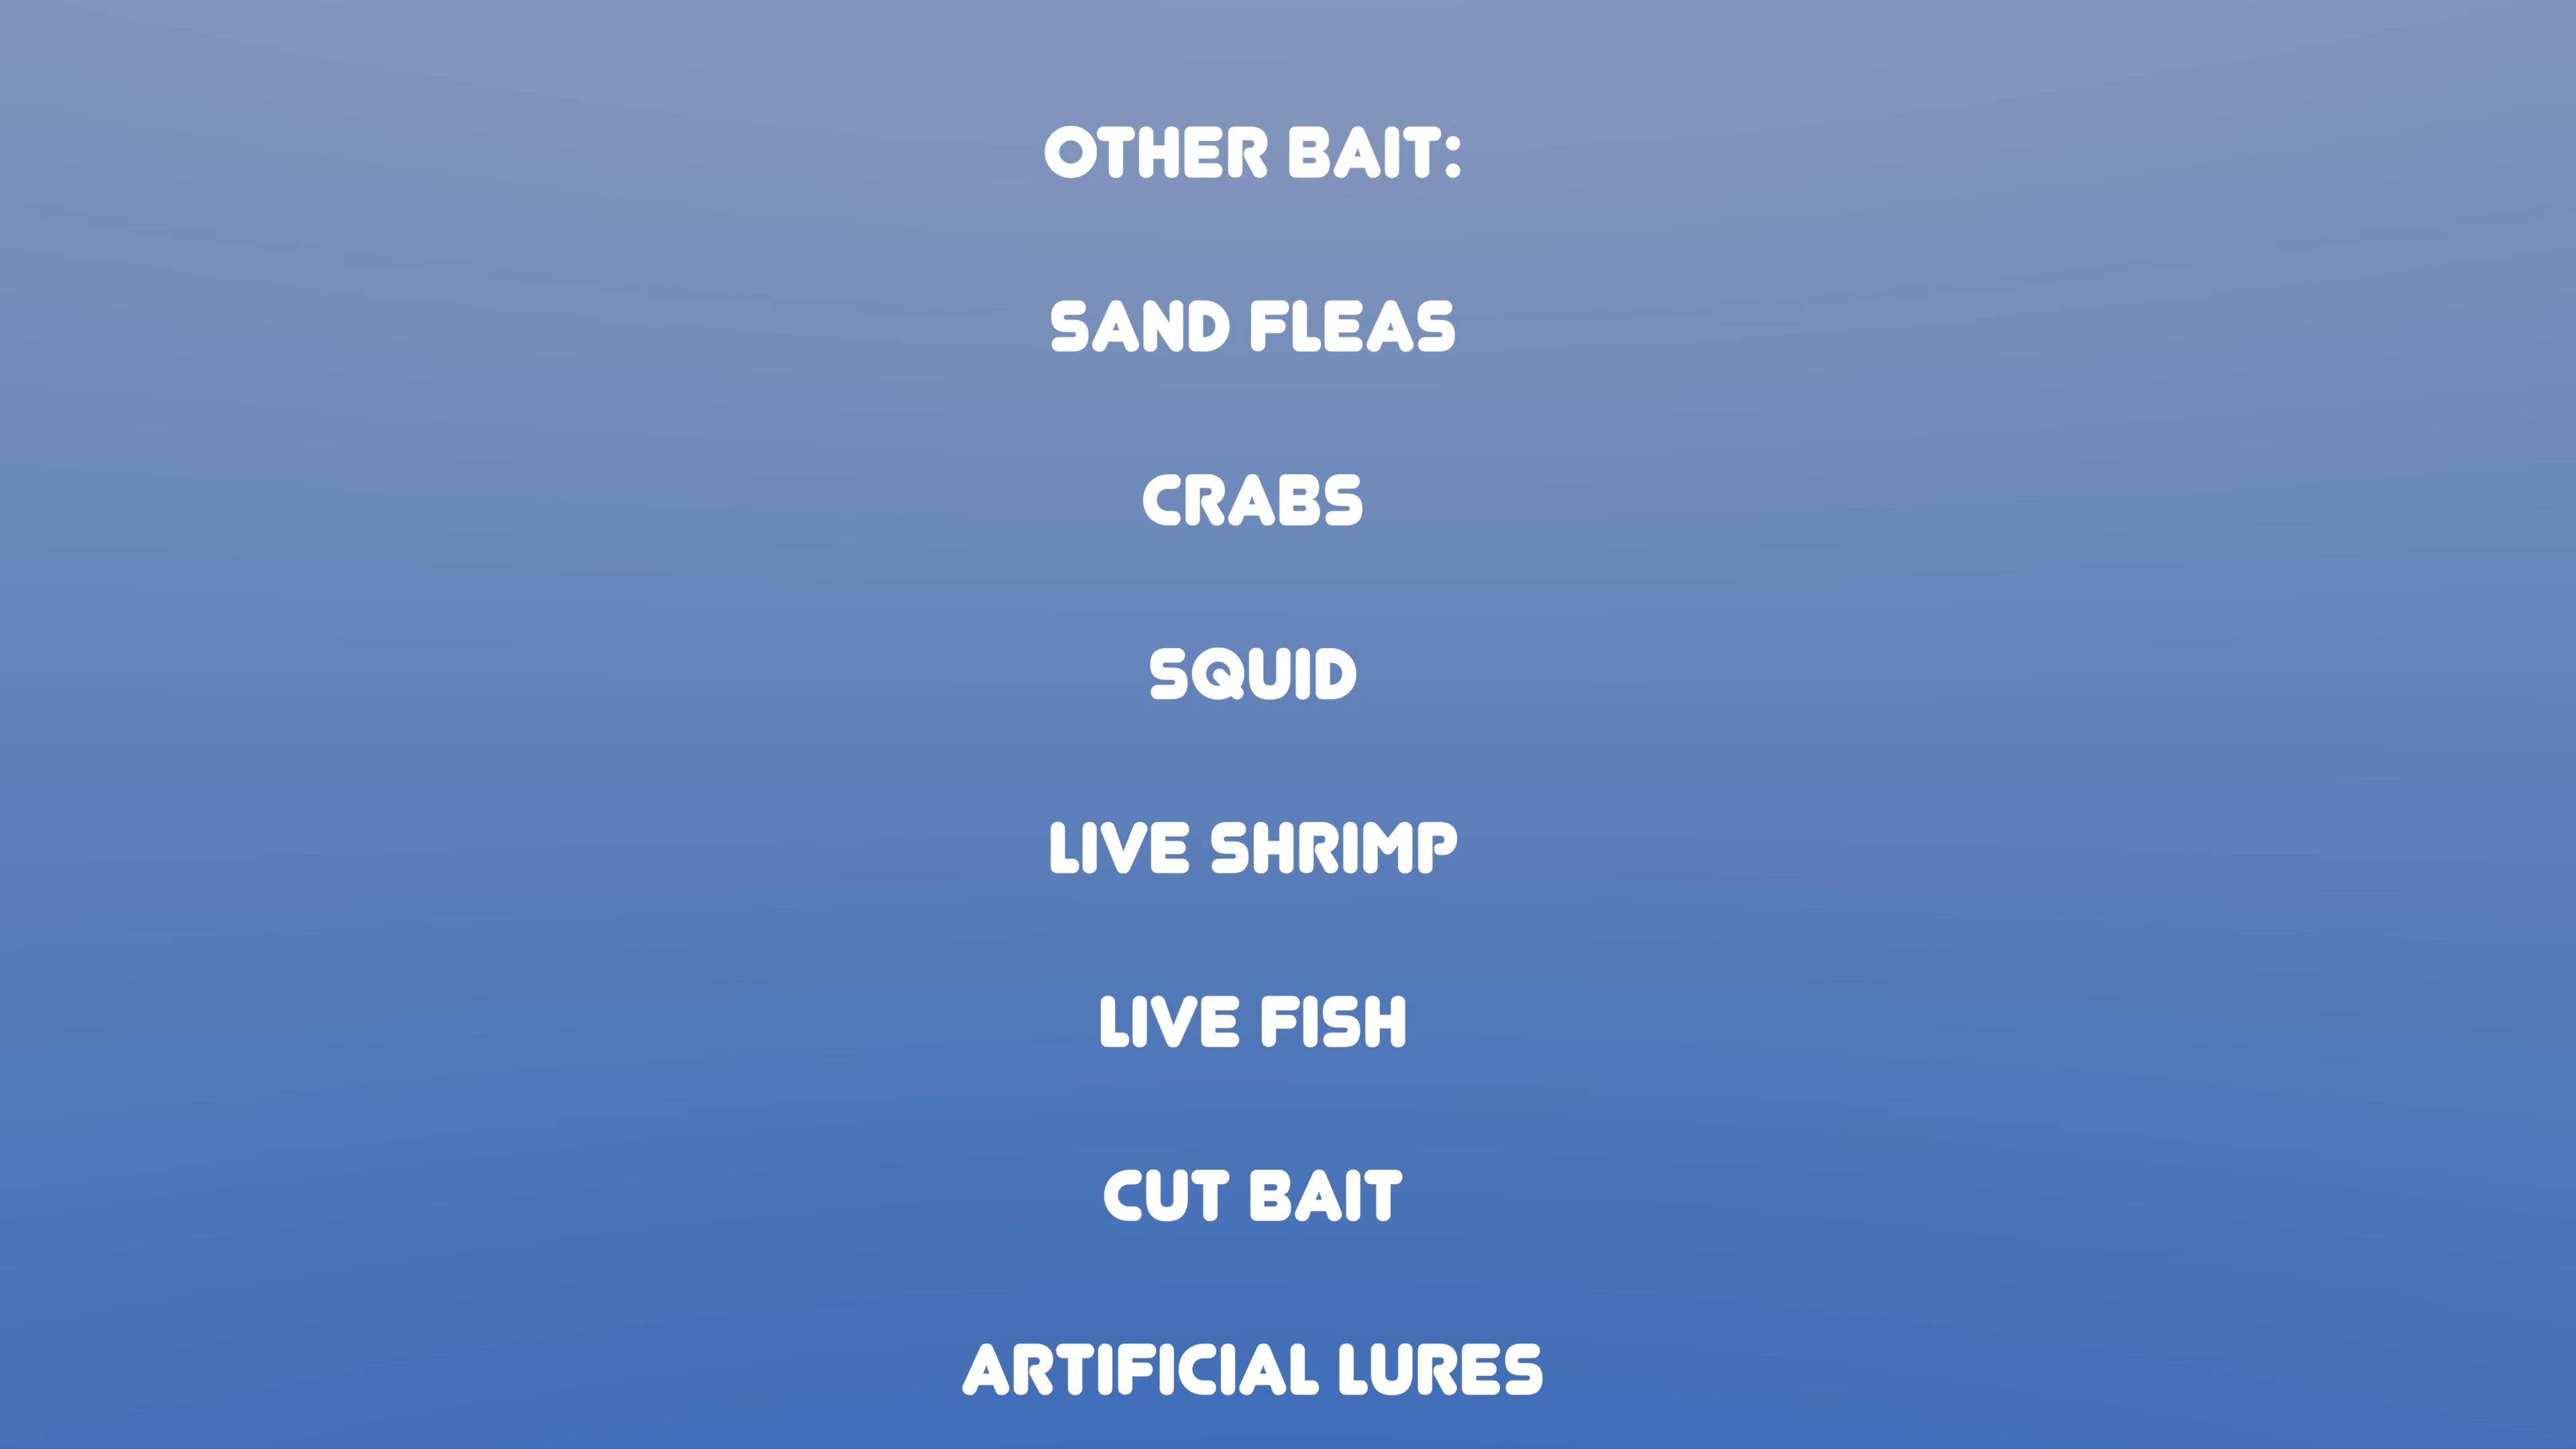 OTHER BAIT:
SAND FLEAS
CRABS
SQUID
LIVE SHRIMP
LIVE FISH
CUT BAIT
ARTIFICIAL LURES